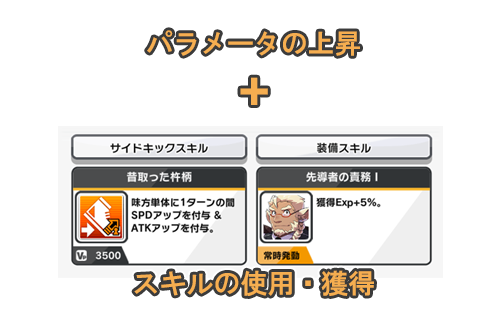 パラメータの上昇
+
サイドキックスキル
装備スキル
昔取った杵柄
味方単体に1ターンの間
SPDアップを付与 &
ATKアップを付与。
3500
先導者の責務 I
獲得Exp+5%。
常時発動
スキルの使用・獲得